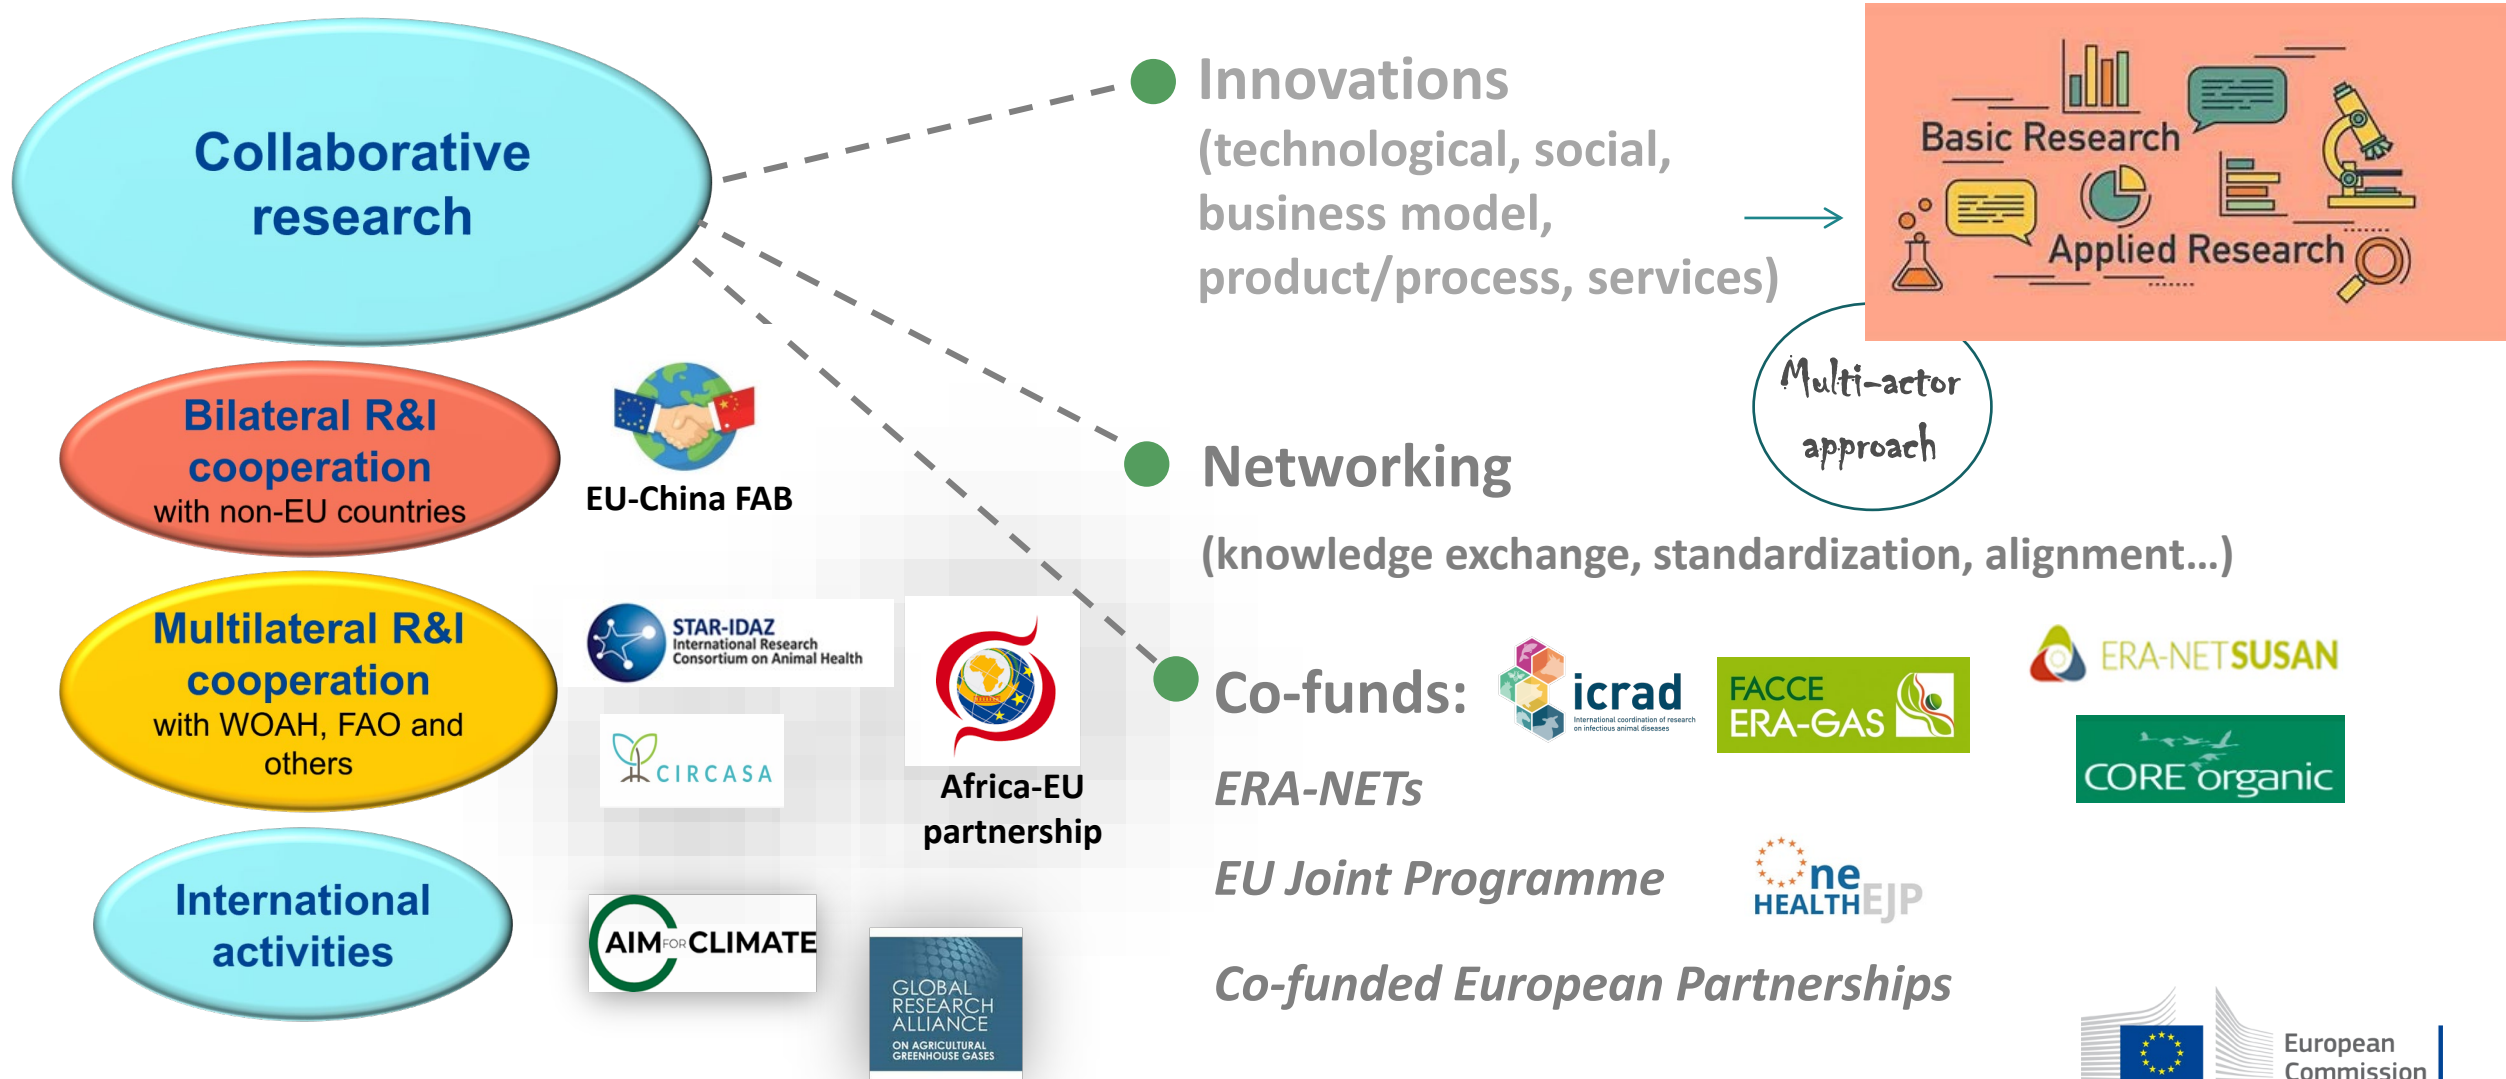 Collaborative
research
Innovations
(technological, social,
business model,
product/process, services)
Basic Research
Applied Research
Multi-actor
approach
Bilateral R&I
cooperation
with non-EU countries
EU-China FAB
Networking
(knowledge exchange, standardization, alignment...)
Multilateral R&I
cooperation
with WOAH, FAO and
others
STAR-IDAZ
International Research
Consortium on Animal Health
CIRCASA
Africa-EU
partnership
Co-funds:
icrad
International coordination of research
on infectious animal diseases
FACCE
ERA-GAS
ERA-NETSUSAN
CORE organic
ERA-NETs
EU Joint Programme
One
HEALTHEJP
Co-funded European Partnerships
International
activities
AIM FOR CLIMATE
GLOBAL
RESEARCH
ALLIANCE
ON AGRICULTURAL
GREENHOUSE GASES
European
Commission